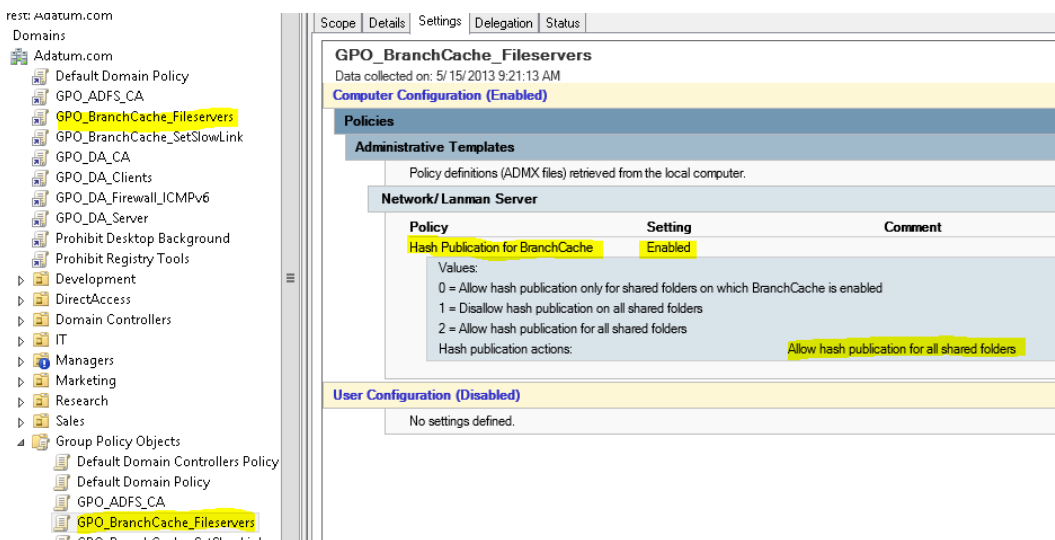 rest: Adatum.com
Domains
Adatum.com
Default Domain Policy
GPO_ADFS_CA
GPO_BranchCache_Fileservers
GPO_BranchCache_SetSlowLink
GPO_DA_CA
GPO_DA_Clients
GPO_DA_Firewall_ICMPv6
GPO_DA_Server
Prohibit Desktop Background
Prohibit Registry Tools
Development
DirectAccess
Domain Controllers
IT
Managers
Marketing
Research
Sales
Group Policy Objects
Default Domain Controllers Policy
Default Domain Policy
GPO_ADFS_CA
GPO_BranchCache_Fileservers
GPO_BranchCache_SetSlowLink
Scope Details Settings Delegation Status
GPO_BranchCache_Fileservers
Data collected on: 5/15/2013 9:21:13 AM
Computer Configuration (Enabled)
Policies
Administrative Templates
Policy definitions (ADMX files) retrieved from the local computer.
Network/Lanman Server
Policy Setting Comment
Hash Publication for BranchCache Enabled
Values:
0 = Allow hash publication only for shared folders on which BranchCache is enabled
1 = Disallow hash publication on all shared folders
2 = Allow hash publication for all shared folders
Hash publication actions: Allow hash publication for all shared folders
User Configuration (Disabled)
No settings defined.